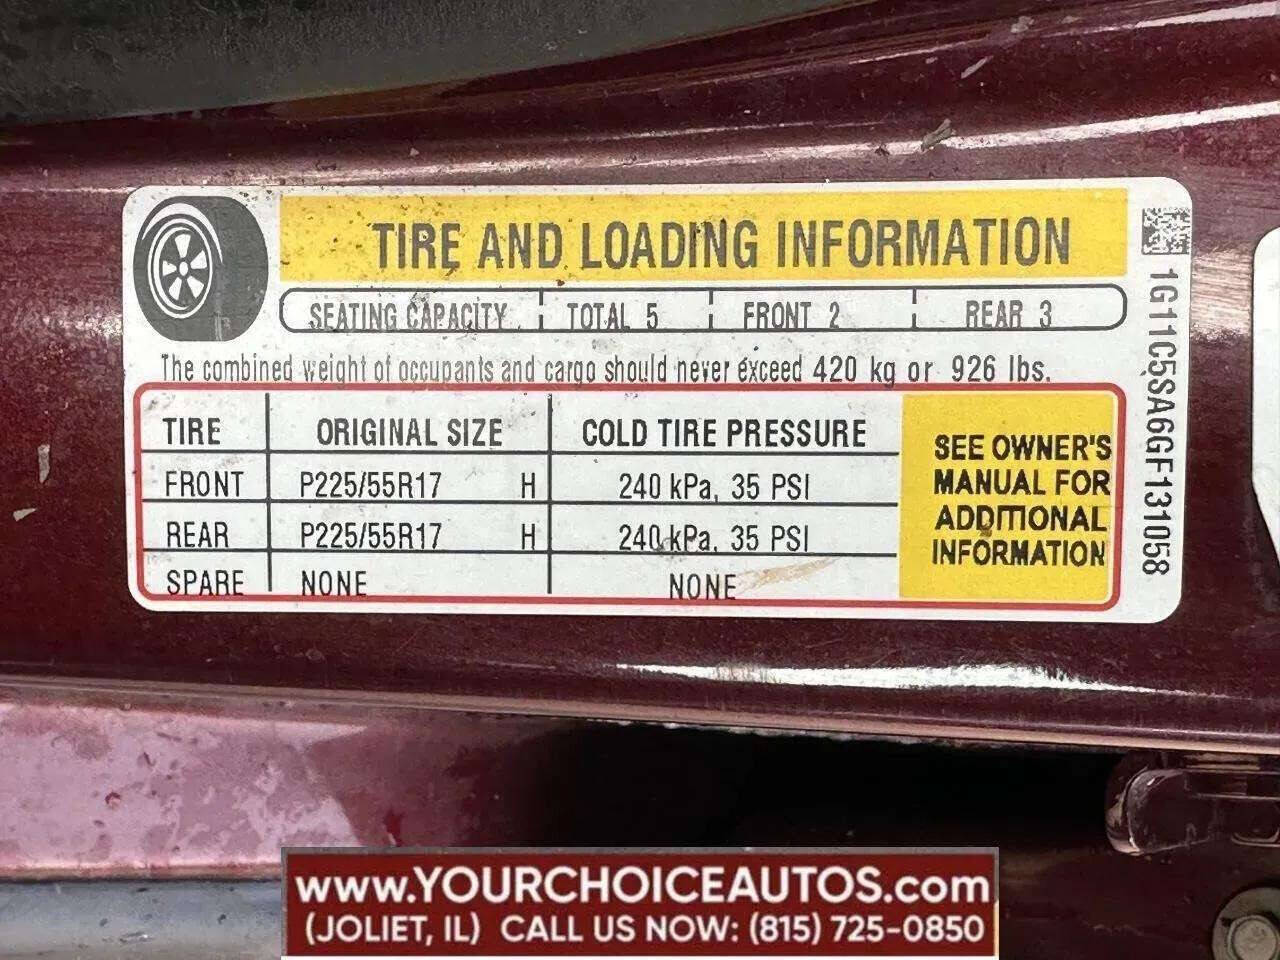 TIRE AND LOADING INFORMATION
SEATING CAPACITY TOTAL 5 FRONT 2 REAR 3
The combined weight of occupants and cargo should never exceed 420 kg or 926 lbs.
TIRE ORIGINAL SIZE COLD TIRE PRESSURE
FRONT P225/55R17 H 240 kPa, 35 PSI
REAR P225/55R17 H 240 kPa, 35 PSI
SPARE NONE NONE
SEE OWNER'S
MANUAL FOR
ADDITIONAL
INFORMATION
1G11C5SA6GF131058
www.YOURCHOICEAUTOS.com
(JOLIET, IL) CALL US NOW: (815) 725-0850